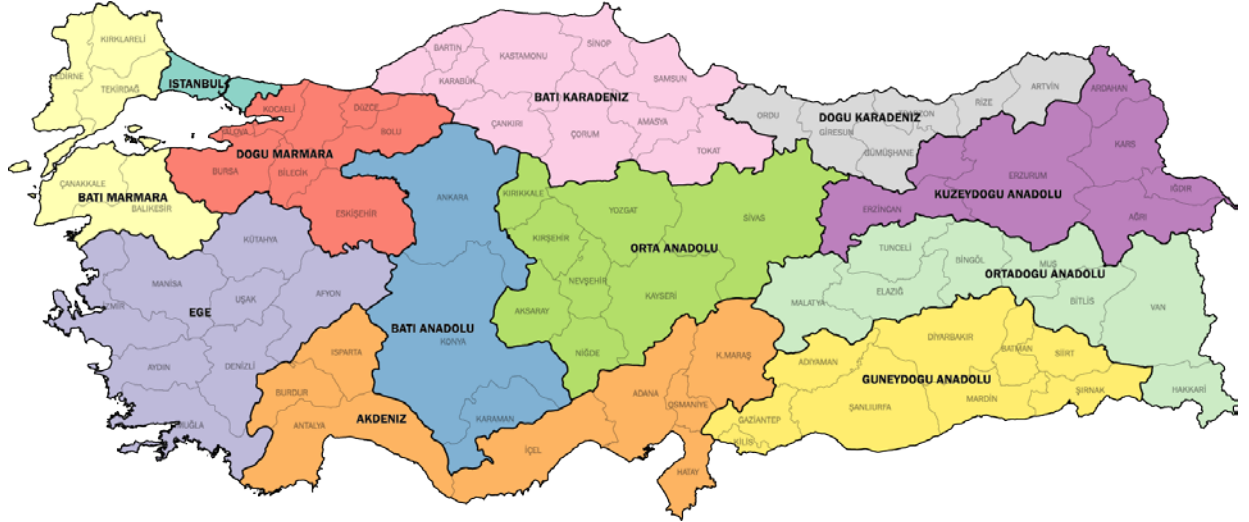 KIRKLARELİ
EDİRNE
TEKİRDAĞ
ISTANBUL
KOCAELİ
DÜZCE
YALOVA
BOLU
DOGU MARMARA
BURSA
BİLECİK
ESKİŞEHİR
ÇANAKKALE
BATI MARMARA
BALIKESİR
BARTIN
KASTAMONU
SİNOP
KARABÜK
SAMSUN
BATI KARADENIZ
ÇANKIRI
ÇORUM
AMASYA
TOKAT
ORDU
DOGU KARADENIZ
GİRESUN
TRABZON
RİZE
ARTVİN
GÜMÜŞHANE
ARDAHAN
KARS
ERZURUM
IĞDIR
KUZEYDOGU ANADOLU
ERZİNCAN
AĞRI
ANKARA
BATI ANADOLU
KONYA
KARAMAN
KIRIKKALE
YOZGAT
SİVAS
KIRŞEHİR
ORTA ANADOLU
NEVŞEHİR
KAYSERİ
AKSARAY
NİĞDE
KÜTAHYA
MANİSA
UŞAK
AFYON
İZMİR
EGE
AYDIN
DENİZLİ
MUĞLA
ISPARTA
BURDUR
ANTALYA
AKDENIZ
İÇEL
ADANA
K.MARAŞ
OSMANİYE
HATAY
TUNCELİ
BİNGÖL
MUŞ
ORTADOGU ANADOLU
MALATYA
ELAZIĞ
BİTLİS
VAN
HAKKARİ
DİYARBAKIR
BATMAN
SİİRT
ADIYAMAN
GUNEYDOGU ANADOLU
ŞIRNAK
MARDİN
ŞANLIURFA
GAZİANTEP
KİLİS